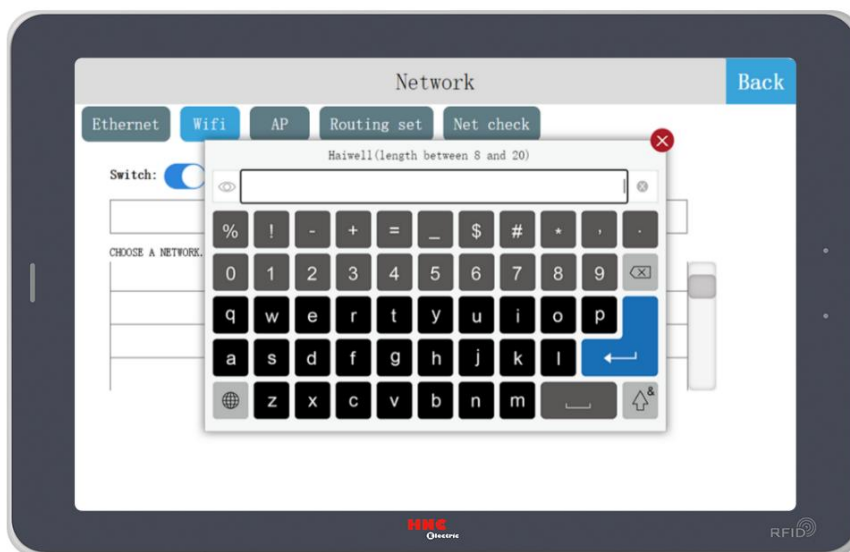 Network
Back
Ethernet
Wifi
AP
Routing set
Net check
Haiwell(length between 8 and 20)
Switch:
CHOOSE A NETWORK.
% ! - + = _ $ # * , .
0 1 2 3 4 5 6 7 8 9
q w e r t y u i o p
a s d f g h j k l
z x c v b n m
&
HNC
Electric
RFID